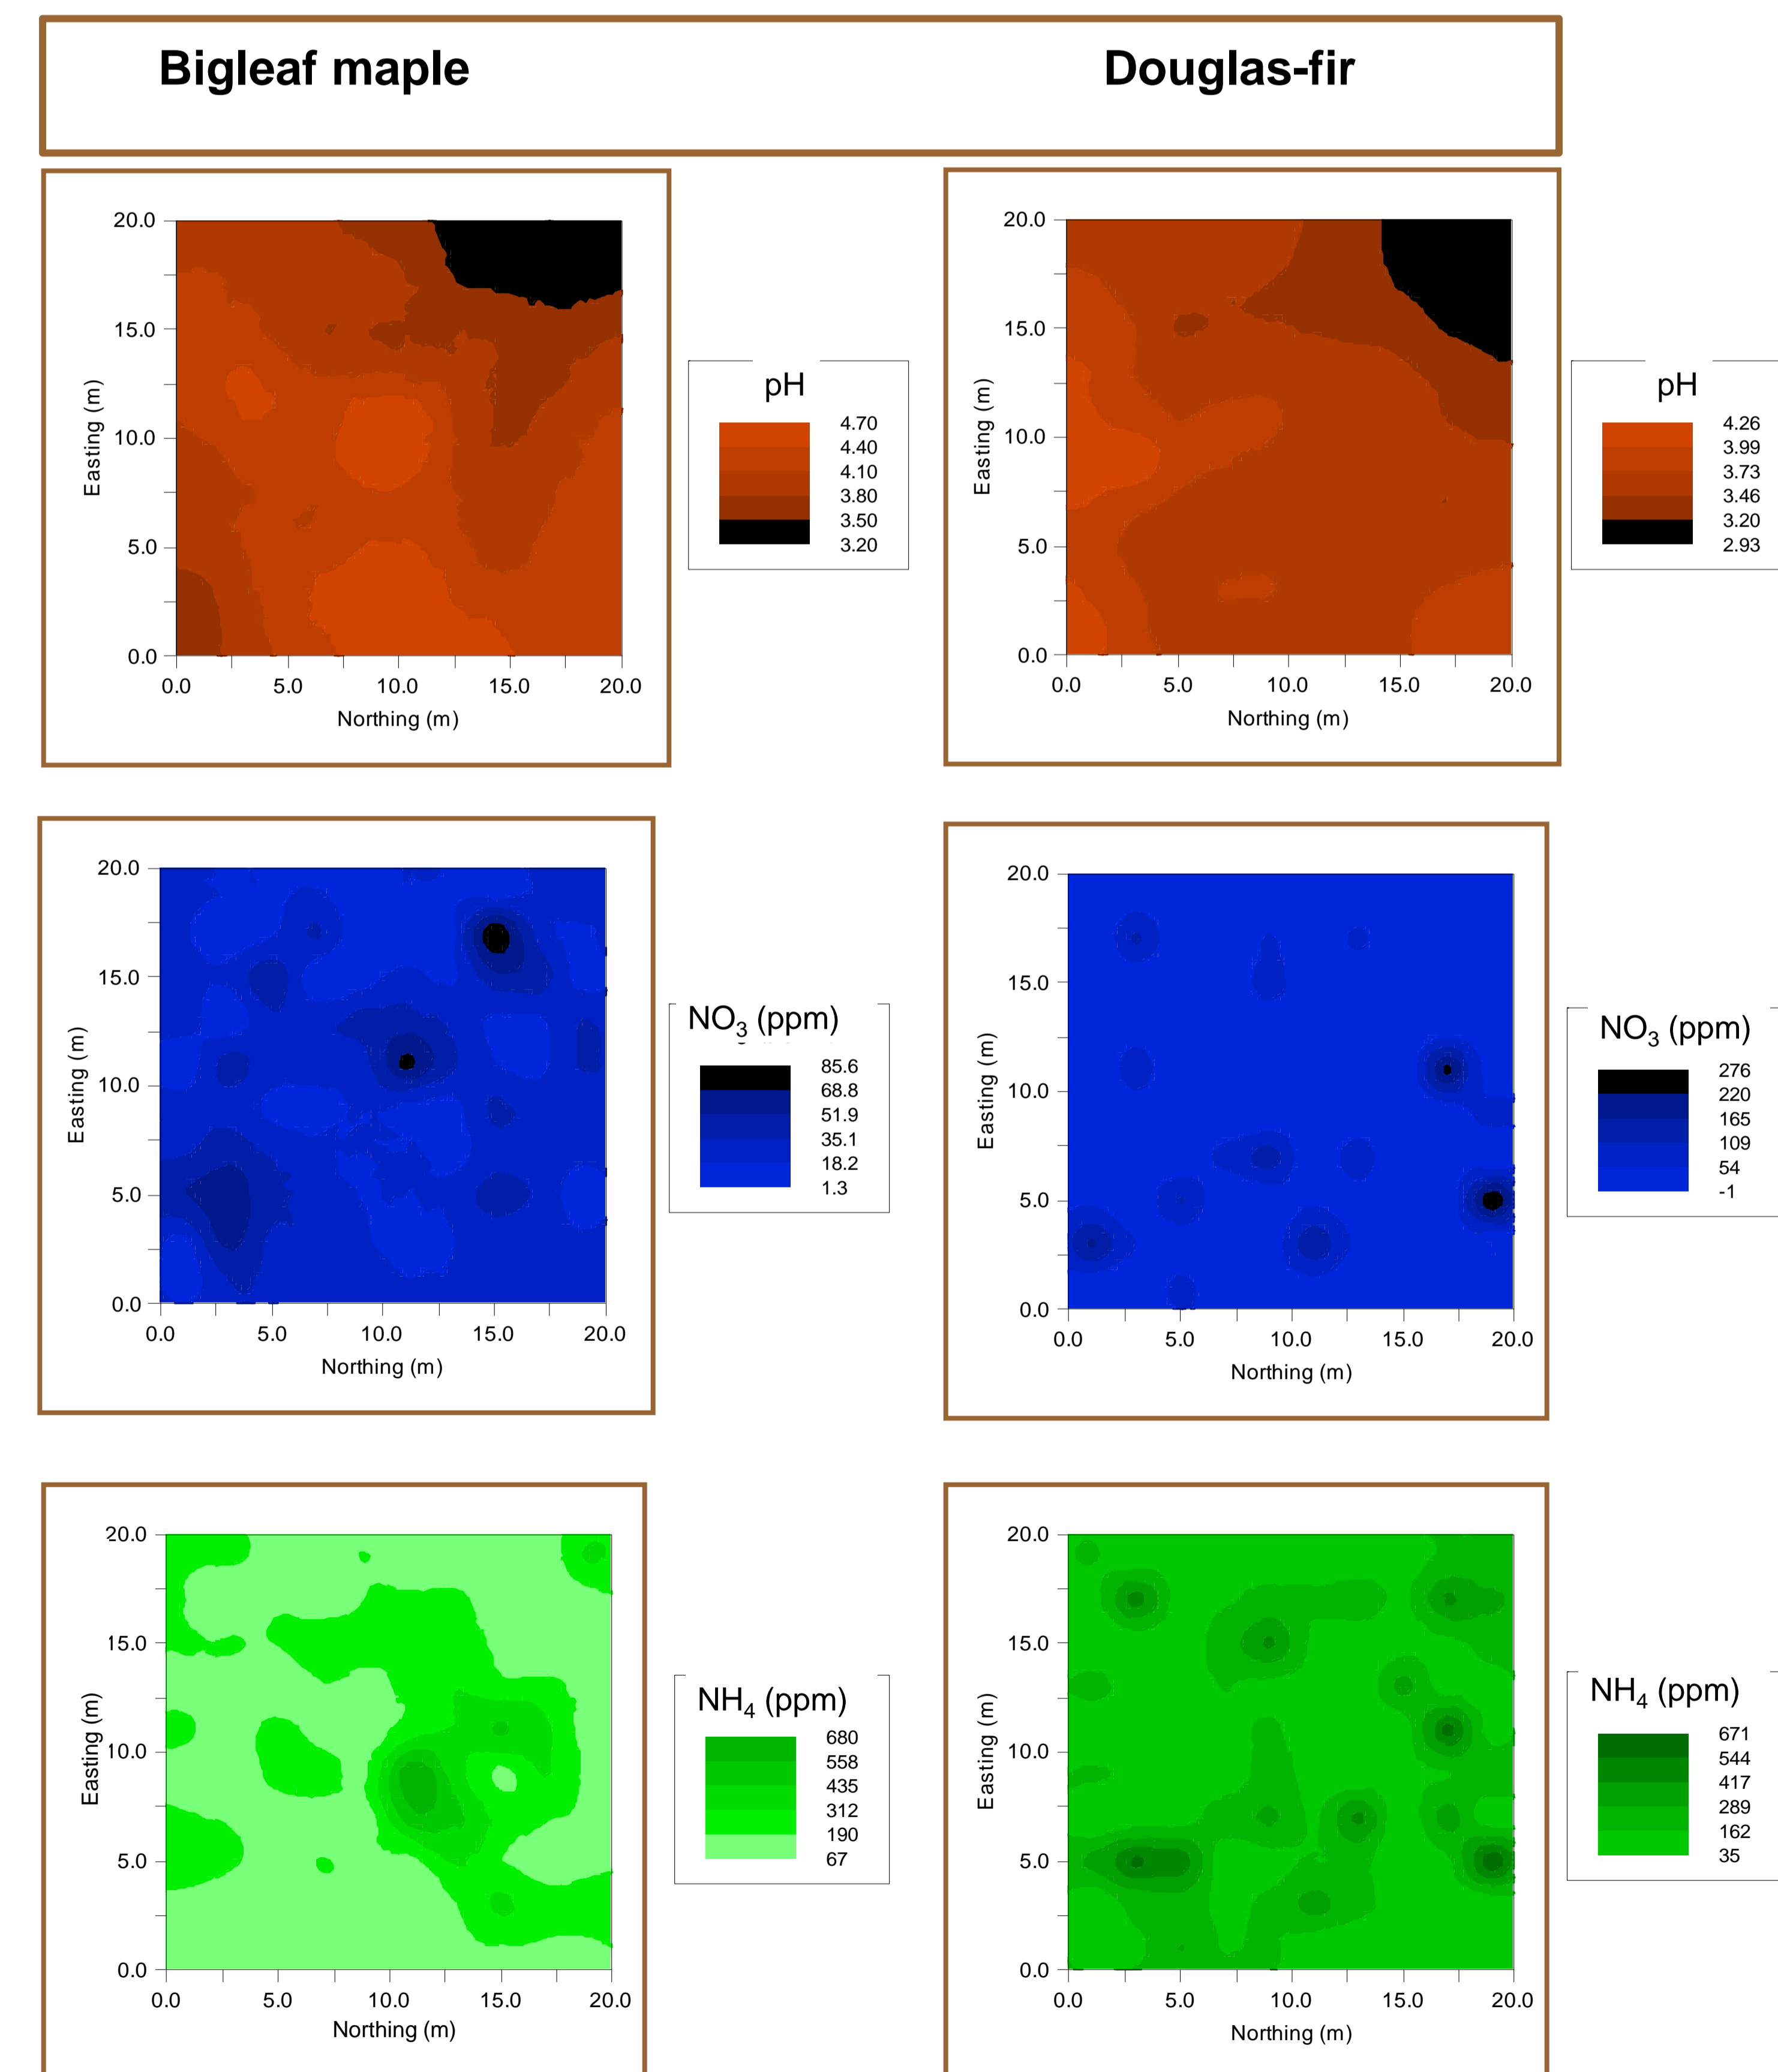 Bigleaf maple
Douglas-fir
20.0
15.0
10.0
5.0
0.0
Easting (m)
0.0 5.0 10.0 15.0 20.0
Northing (m)
pH
4.70
4.40
4.10
3.80
3.50
3.20
20.0
15.0
10.0
5.0
0.0
Easting (m)
0.0 5.0 10.0 15.0 20.0
Northing (m)
pH
4.26
3.99
3.73
3.46
3.20
2.93
20.0
15.0
10.0
5.0
0.0
Easting (m)
0.0 5.0 10.0 15.0 20.0
Northing (m)
NO3 (ppm)
85.6
68.8
51.9
35.1
18.2
1.3
20.0
15.0
10.0
5.0
0.0
Easting (m)
0.0 5.0 10.0 15.0 20.0
Northing (m)
NO3 (ppm)
276
220
165
109
54
-1
20.0
15.0
10.0
5.0
0.0
Easting (m)
0.0 5.0 10.0 15.0 20.0
Northing (m)
NH4 (ppm)
680
558
435
312
190
67
20.0
15.0
10.0
5.0
0.0
Easting (m)
0.0 5.0 10.0 15.0 20.0
Northing (m)
NH4 (ppm)
671
544
417
289
162
35